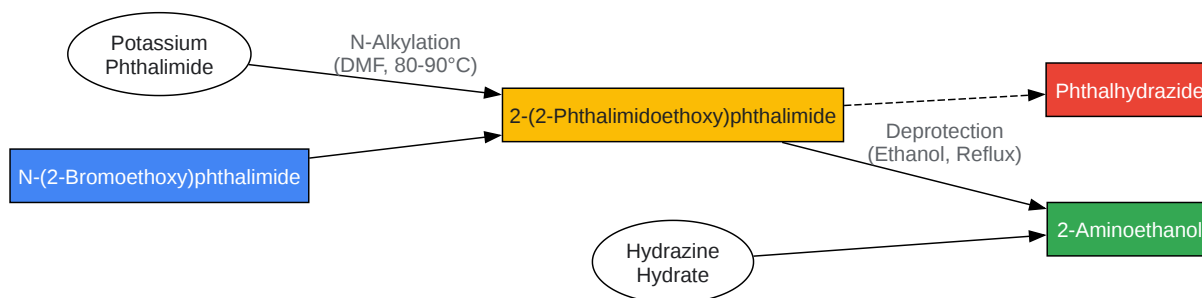 Potassium
Phthalimide
N-Alkylation
(DMF, 80-90°C)
N-(2-Bromoethoxy)phthalimide
2-(2-Phthalimidoethoxy)phthalimide
Phthalhydrazide
Deprotection
(Ethanol, Reflux)
Hydrazine
Hydrate
2-Aminoethanol